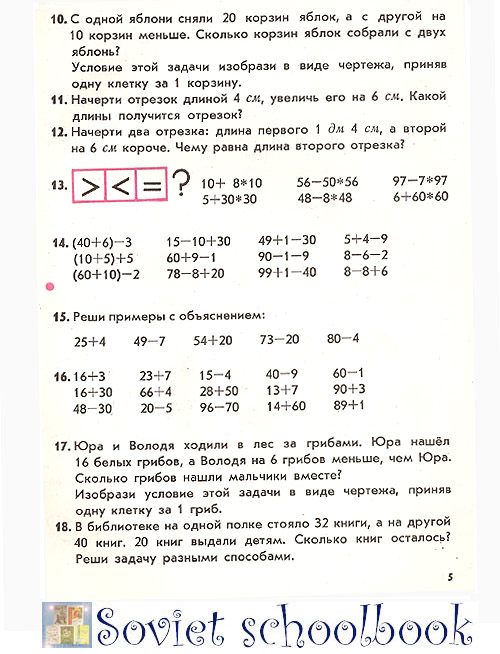 10. С одной яблони сняли 20 корзин яблок, а с другой на
10 корзин меньше. Сколько корзин яблок собрали с двух
яблонь?
Условие этой задачи изобрази в виде чертежа, приняв
одну клетку за 1 корзину.
11. Начерти отрезок длиной 4 см, увеличь его на 6 см. Какой
длины получится отрезок?
12. Начерти два отрезка: длина первого 1 дм 4 см, а второй
на 6 см короче. Чему равна длина второго отрезка?
13. > < = ? 10+ 8*10 56−50*56 97−7*97
5+30*30 48−8*48 6+60*60
14. (40+6)−3 15−10+30 49+1−30 5+4−9
(10+5)+5 60+9−1 90−1−9 8−6−2
(60+10)−2 78−8+20 99+1−40 8−8+6
15. Реши примеры с объяснением:
25+4 49−7 54+20 73−20 80−4
16. 16+3 23+7 15−4 40−9 60−1
16+30 66+4 28+50 13+7 90+3
48−30 20−5 96−70 14+60 89+1
17. Юра и Володя ходили в лес за грибами. Юра нашёл
16 белых грибов, а Володя на 6 грибов меньше, чем Юра.
Сколько грибов нашли мальчики вместе?
Изобрази условие этой задачи в виде чертежа, приняв
одну клетку за 1 гриб.
18. В библиотеке на одной полке стояло 32 книги, а на другой
40 книг. 20 книг выдали детям. Сколько книг осталось?
Реши задачу разными способами.
5
Soviet schoolbook